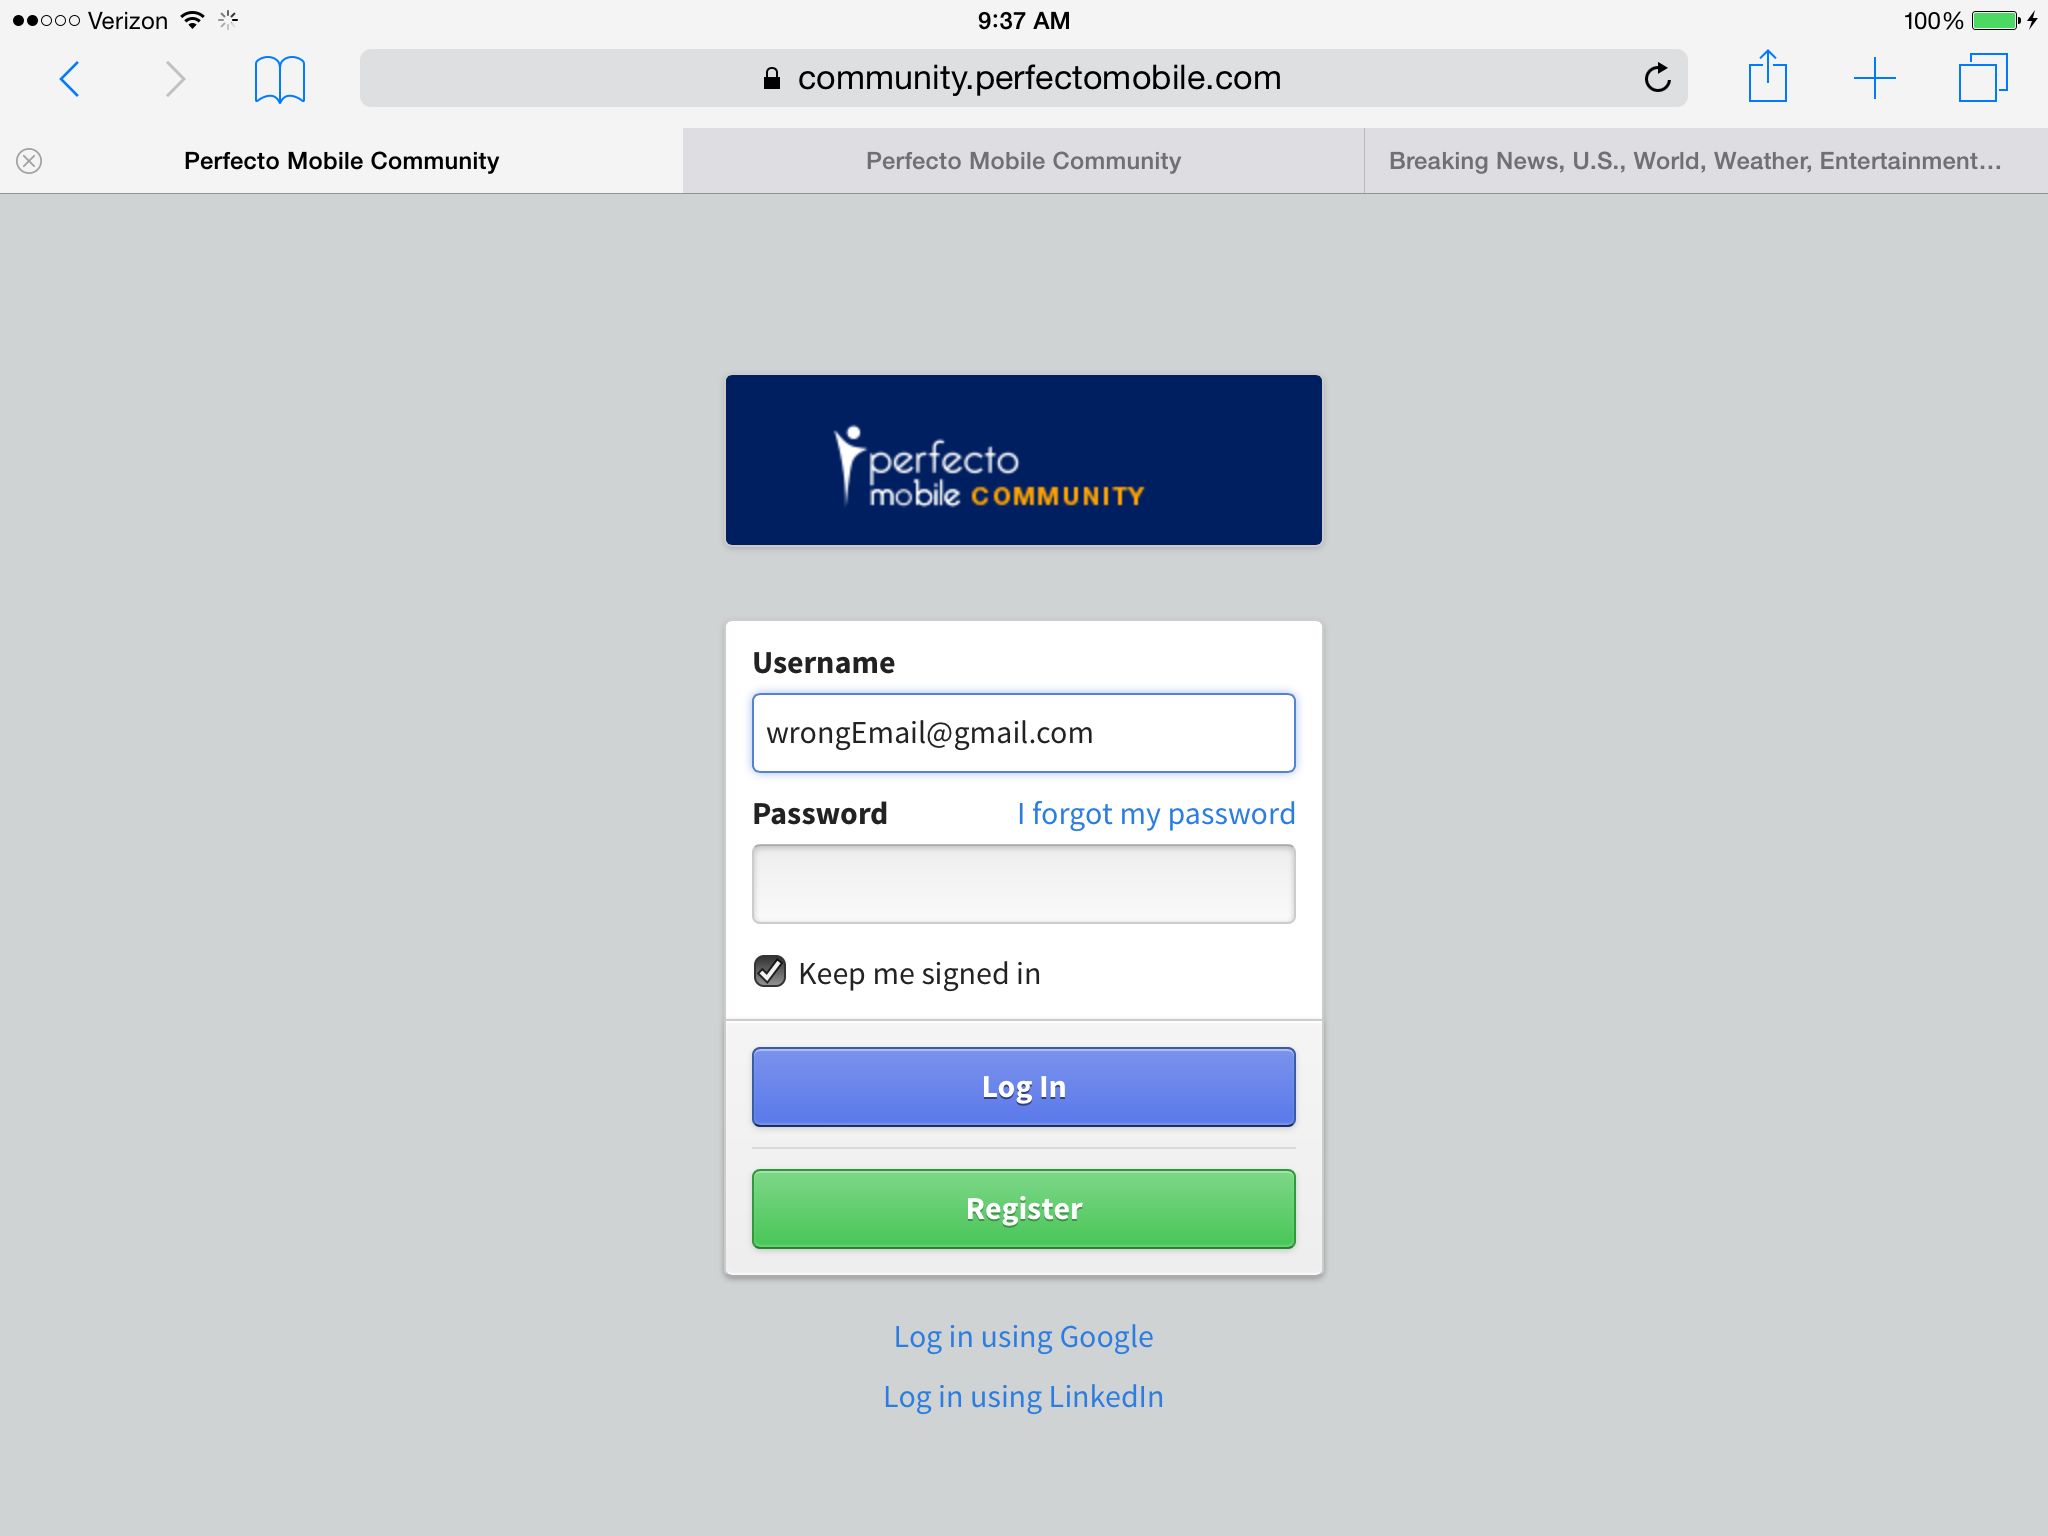 Verizon 9:37 AM 100%
community.perfectomobile.com
Perfecto Mobile Community Perfecto Mobile Community Breaking News, U.S., World, Weather, Entertainment...
perfecto
mobile COMMUNITY
Username
wrongEmail@gmail.com
Password I forgot my password
Keep me signed in
Log In
Register
Log in using Google
Log in using LinkedIn